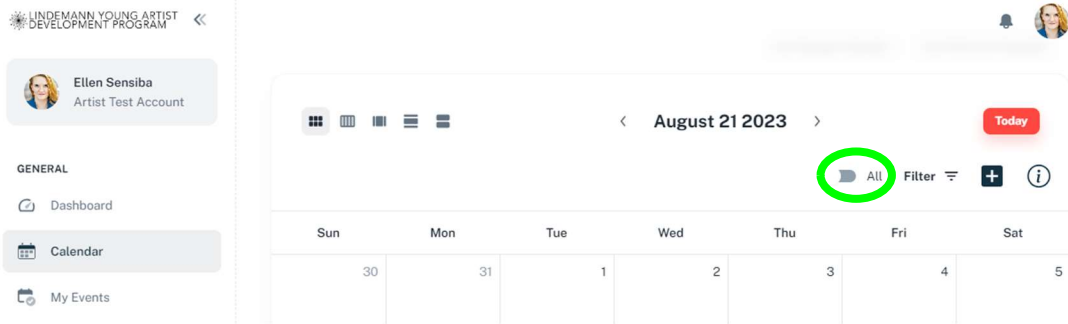 LINDEMANN YOUNG ARTIST
DEVELOPMENT PROGRAM
Ellen Sensiba
Artist Test Account
GENERAL
Dashboard
Calendar
My Events
August 21 2023
Today
All
Filter
i
Sun Mon Tue Wed Thu Fri Sat
30 31 1 2 3 4 5